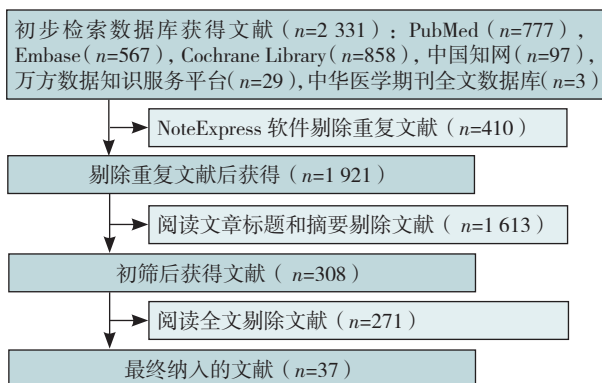 初步检索数据库获得文献（n=2 331）：PubMed（n=777），
Embase（n=567），Cochrane Library（n=858），中国知网（n=97），
万方数据知识服务平台（n=29），中华医学期刊全文数据库（n=3）
NoteExpress 软件剔除重复文献（n=410）
剔除重复文献后获得（n=1 921）
阅读文章标题和摘要剔除文献（n=1 613）
初筛后获得文献（n=308）
阅读全文剔除文献（n=271）
最终纳入的文献（n=37）